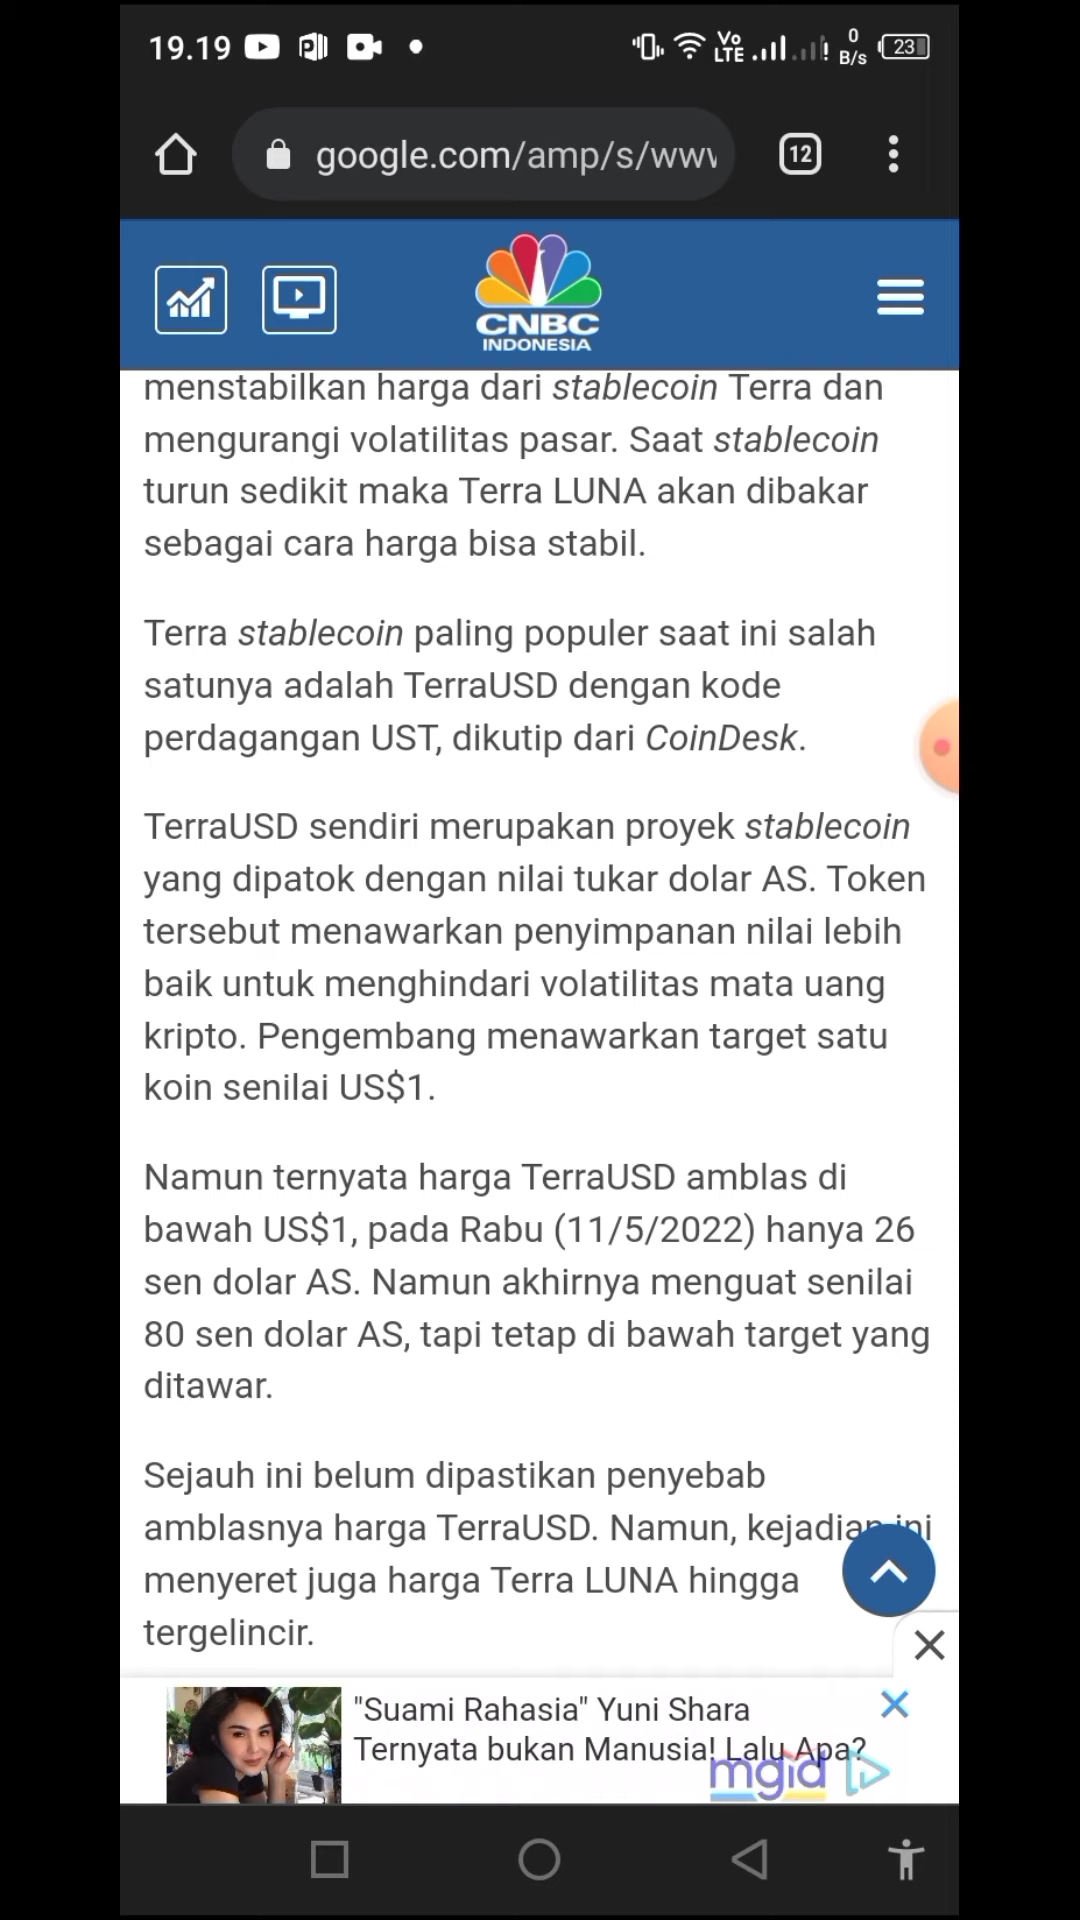 19.19
Vo
LTE
0
B/s
23
google.com/amp/s/www
12
CNBC
INDONESIA
menstabilkan harga dari stablecoin Terra dan
mengurangi volatilitas pasar. Saat stablecoin
turun sedikit maka Terra LUNA akan dibakar
sebagai cara harga bisa stabil.
Terra stablecoin paling populer saat ini salah
satunya adalah TerraUSD dengan kode
perdagangan UST, dikutip dari CoinDesk.
TerraUSD sendiri merupakan proyek stablecoin
yang dipatok dengan nilai tukar dolar AS. Token
tersebut menawarkan penyimpanan nilai lebih
baik untuk menghindari volatilitas mata uang
kripto. Pengembang menawarkan target satu
koin senilai US$1.
Namun ternyata harga TerraUSD amblas di
bawah US$1, pada Rabu (11/5/2022) hanya 26
sen dolar AS. Namun akhirnya menguat senilai
80 sen dolar AS, tapi tetap di bawah target yang
ditawar.
Sejauh ini belum dipastikan penyebab
amblasnya harga TerraUSD. Namun, kejadian ini
menyeret juga harga Terra LUNA hingga
tergelincir.
"Suami Rahasia" Yuni Shara
Ternyata bukan Manusia! Lalu Apa?
mgid